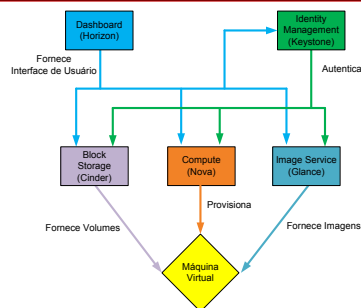 Dashboard
(Horizon)
Identity
Management
(Keystone)
Fornece
Interface de Usuário
Autentica
Block
Storage
(Cinder)
Compute
(Nova)
Image Service
(Glance)
Provisiona
Fornece Volumes
Fornece Imagens
Máquina
Virtual